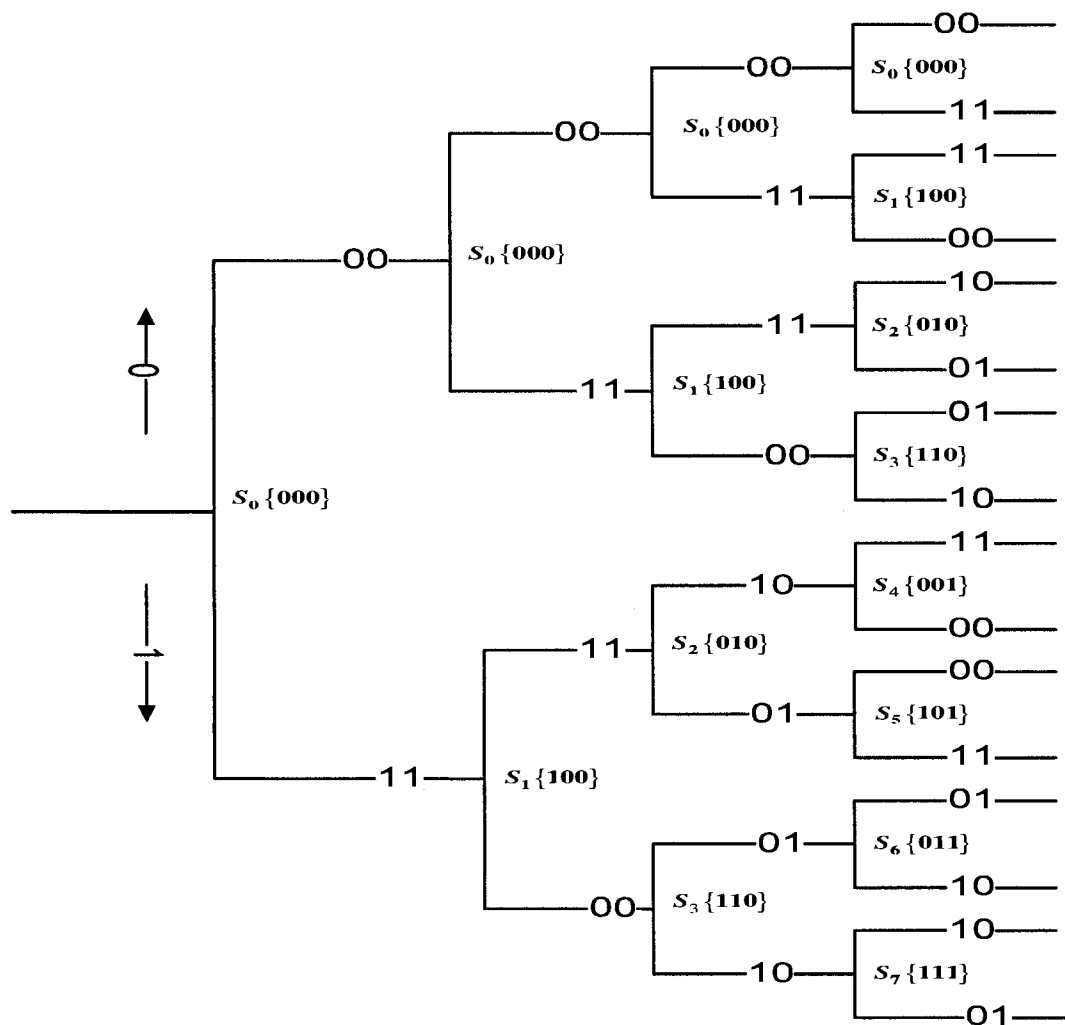 00
00 S₀{000}
00 S₀{000} 11
11
11 S₁{100}
00 S₀{000} 00
10
11 S₂{010}
0 01
11 S₁{100} 01
00 S₃{110}
10
S₀{000}
11
10 S₄{001}
11 S₂{010} 00
1 00
01 S₅{101}
11
11 S₁{100}
01
01 S₆{011}
00 S₃{110} 10
10
10 S₇{111}
01